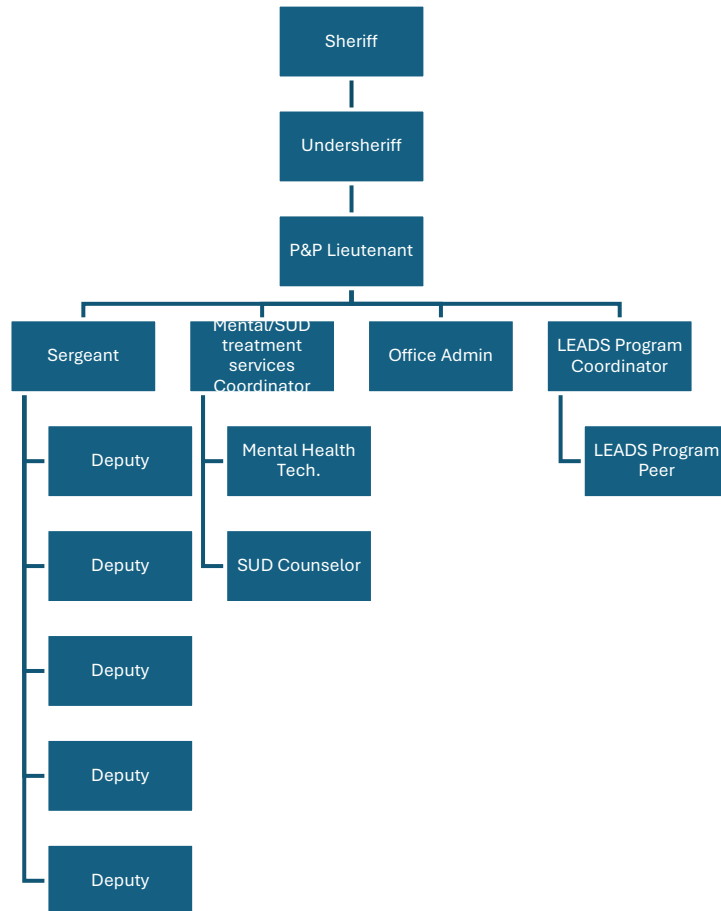 Sheriff
Undersheriff
P&P Lieutenant
Sergeant
Mental/SUD
treatment
services
Coordinator
Office Admin
LEADS Program
Coordinator
Deputy
Mental Health
Tech.
LEADS Program
Peer
Deputy
SUD Counselor
Deputy
Deputy
Deputy